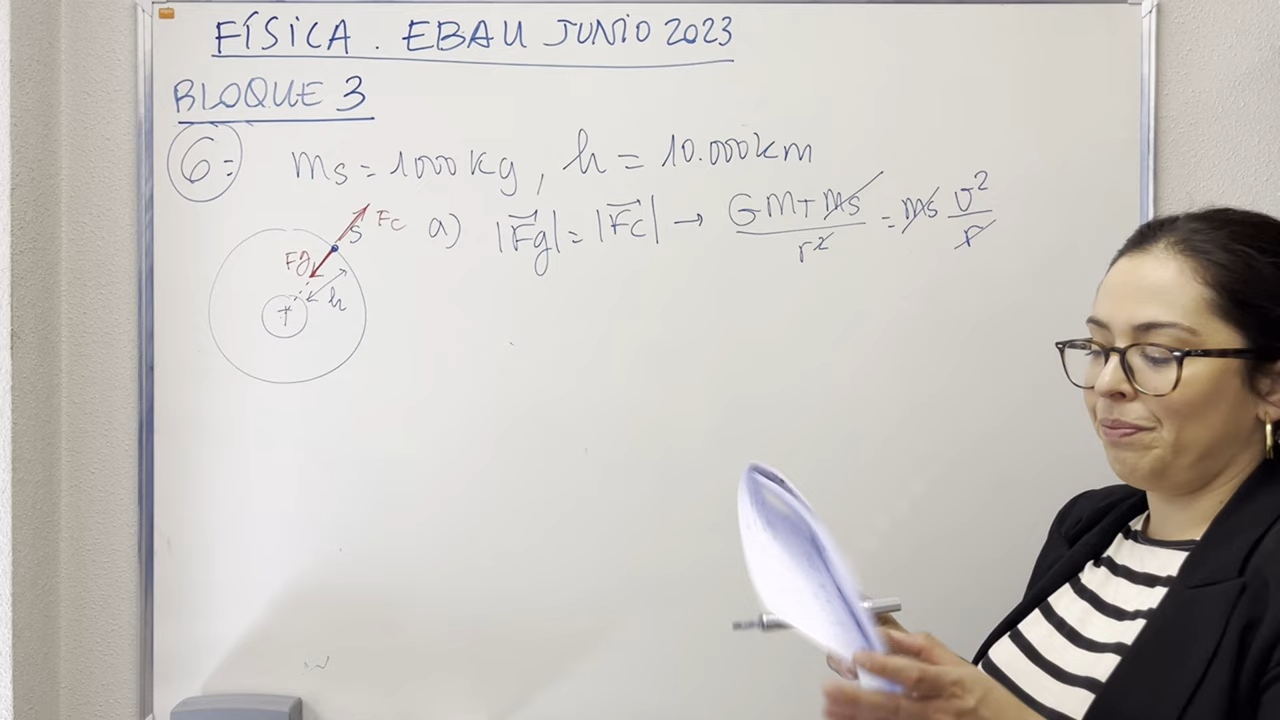 FÍSICA. EBAU JUNIO 2023
BLOQUE 3
6: ms = 1000 kg, h = 10.000 km
a) |Fg| = |Fc| → G MT ms / r² = ms v² / r
Fc
S
Fg
h
T